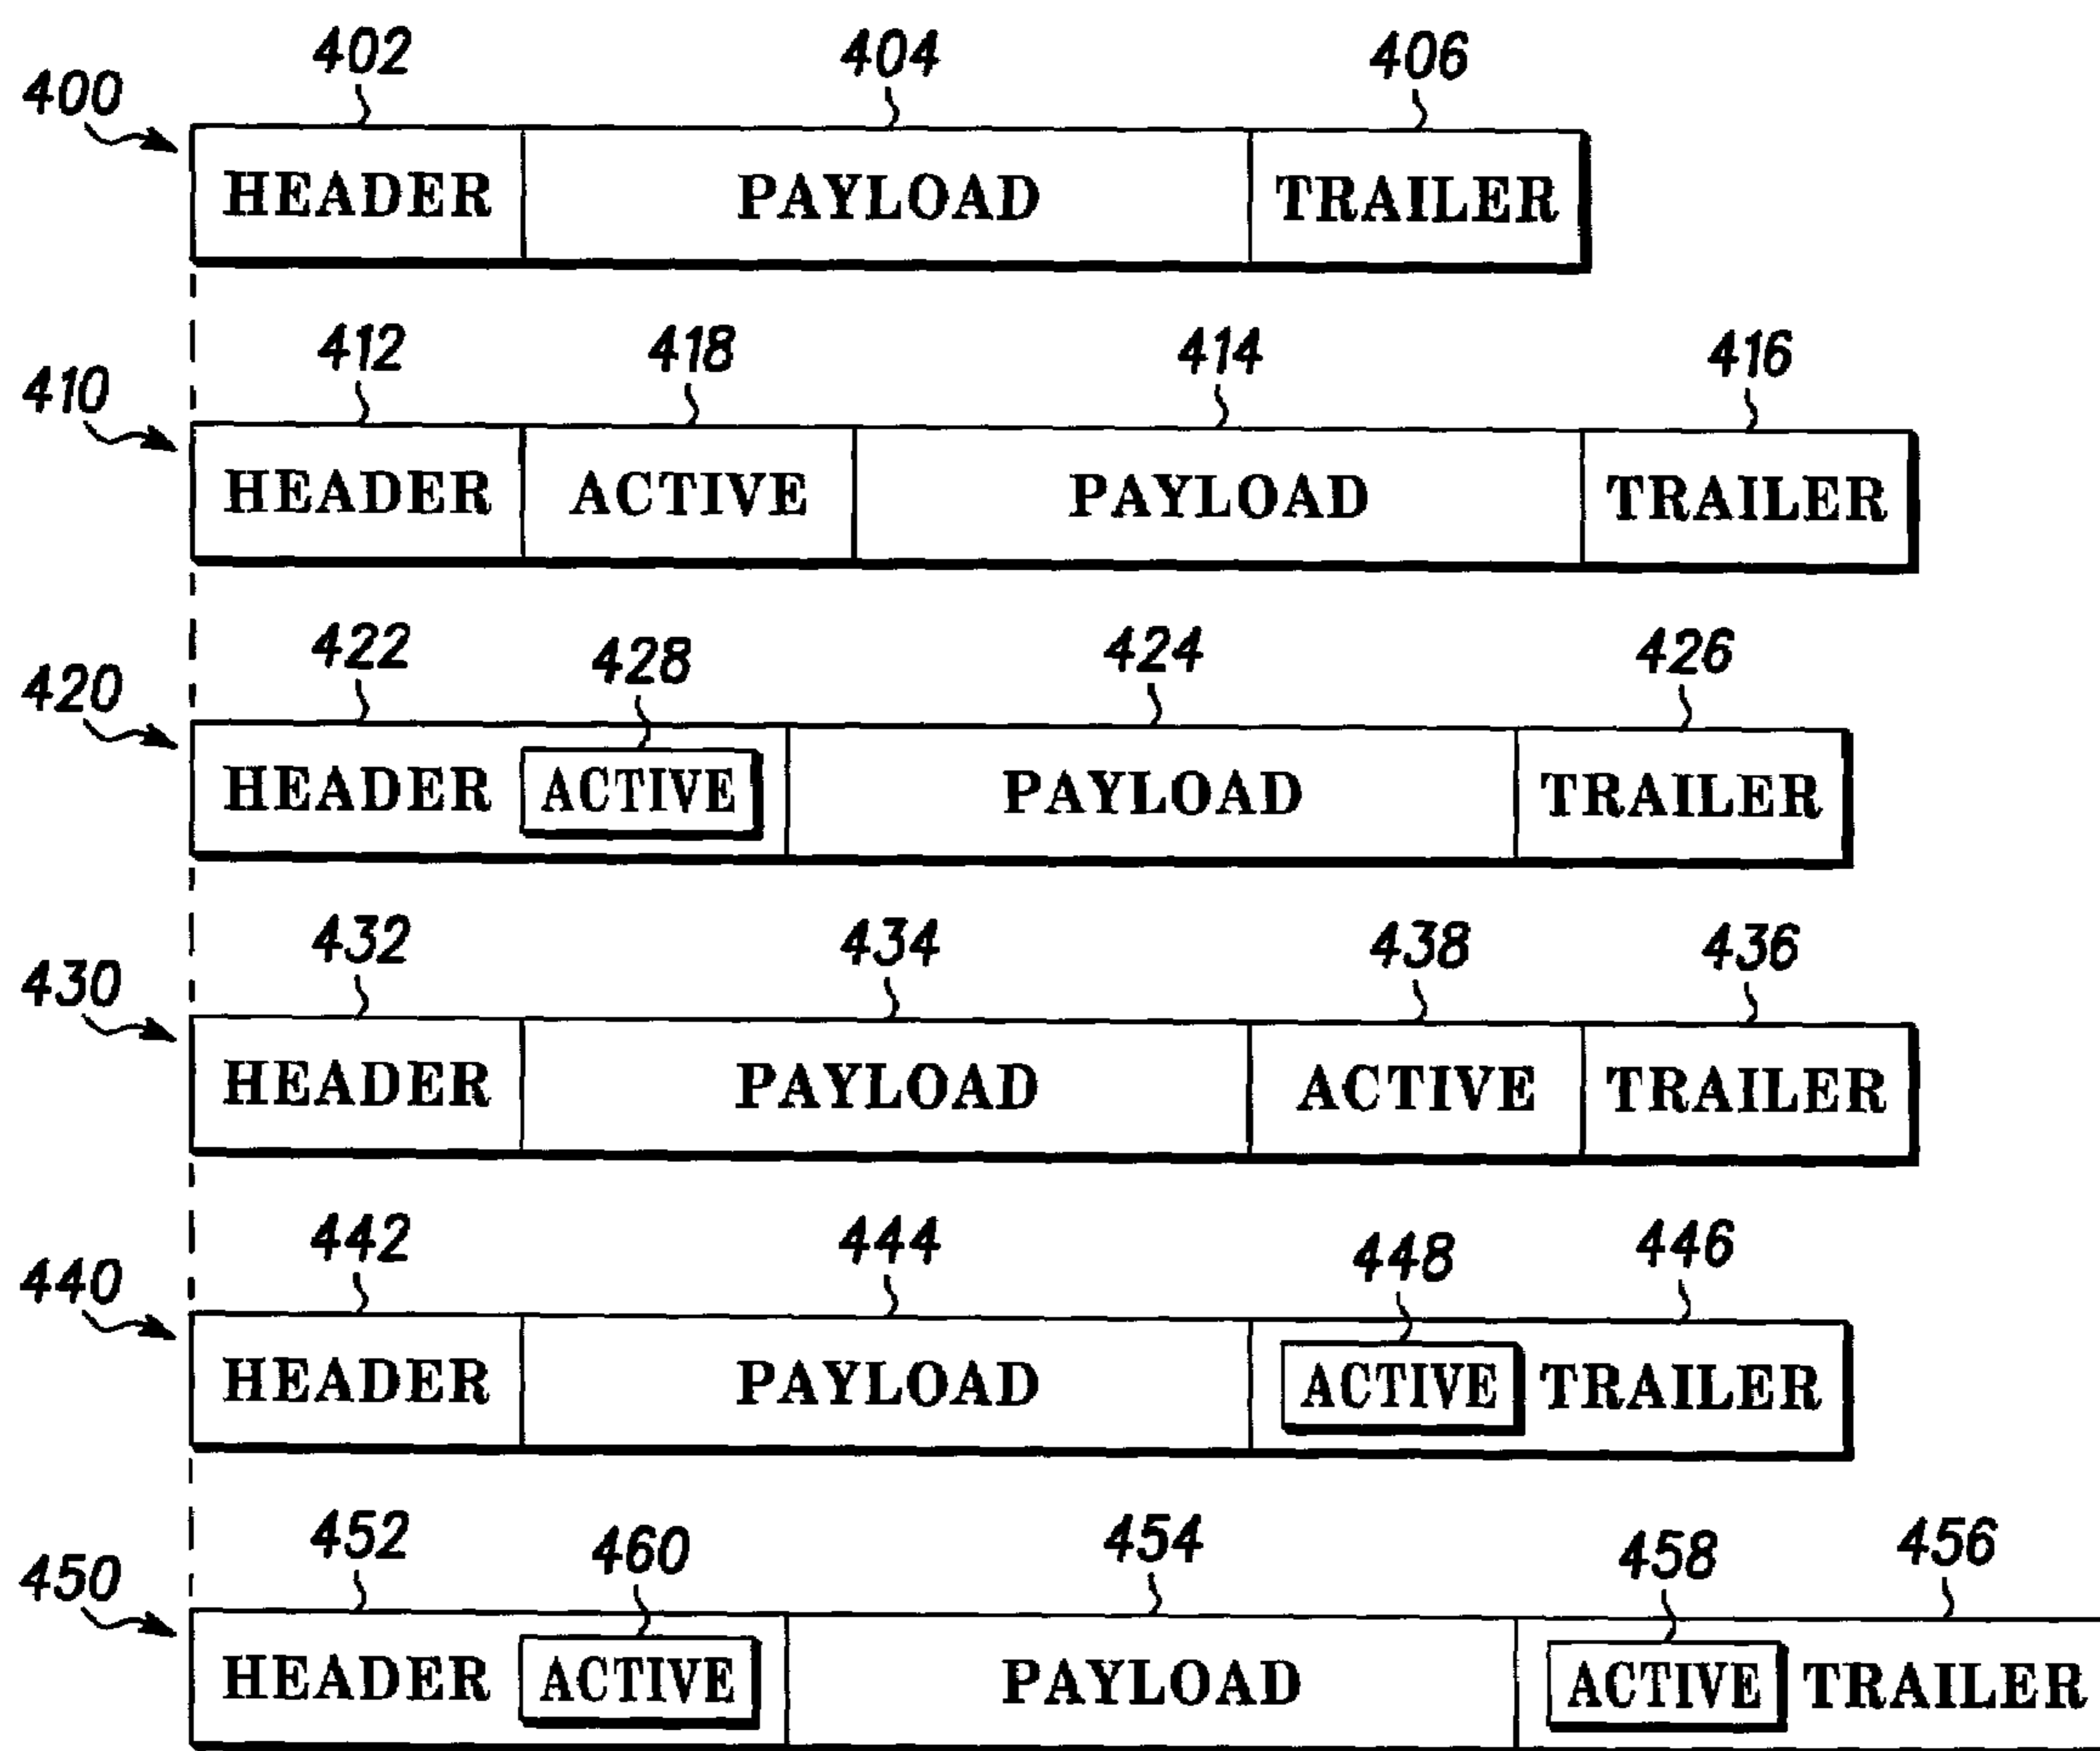 402 404 406
400
HEADER PAYLOAD TRAILER
412 418 414 416
410
HEADER ACTIVE PAYLOAD TRAILER
422 428 424 426
420
HEADER ACTIVE PAYLOAD TRAILER
432 434 438 436
430
HEADER PAYLOAD ACTIVE TRAILER
442 444 448 446
440
HEADER PAYLOAD ACTIVE TRAILER
452 460 454 458 456
450
HEADER ACTIVE PAYLOAD ACTIVE TRAILER